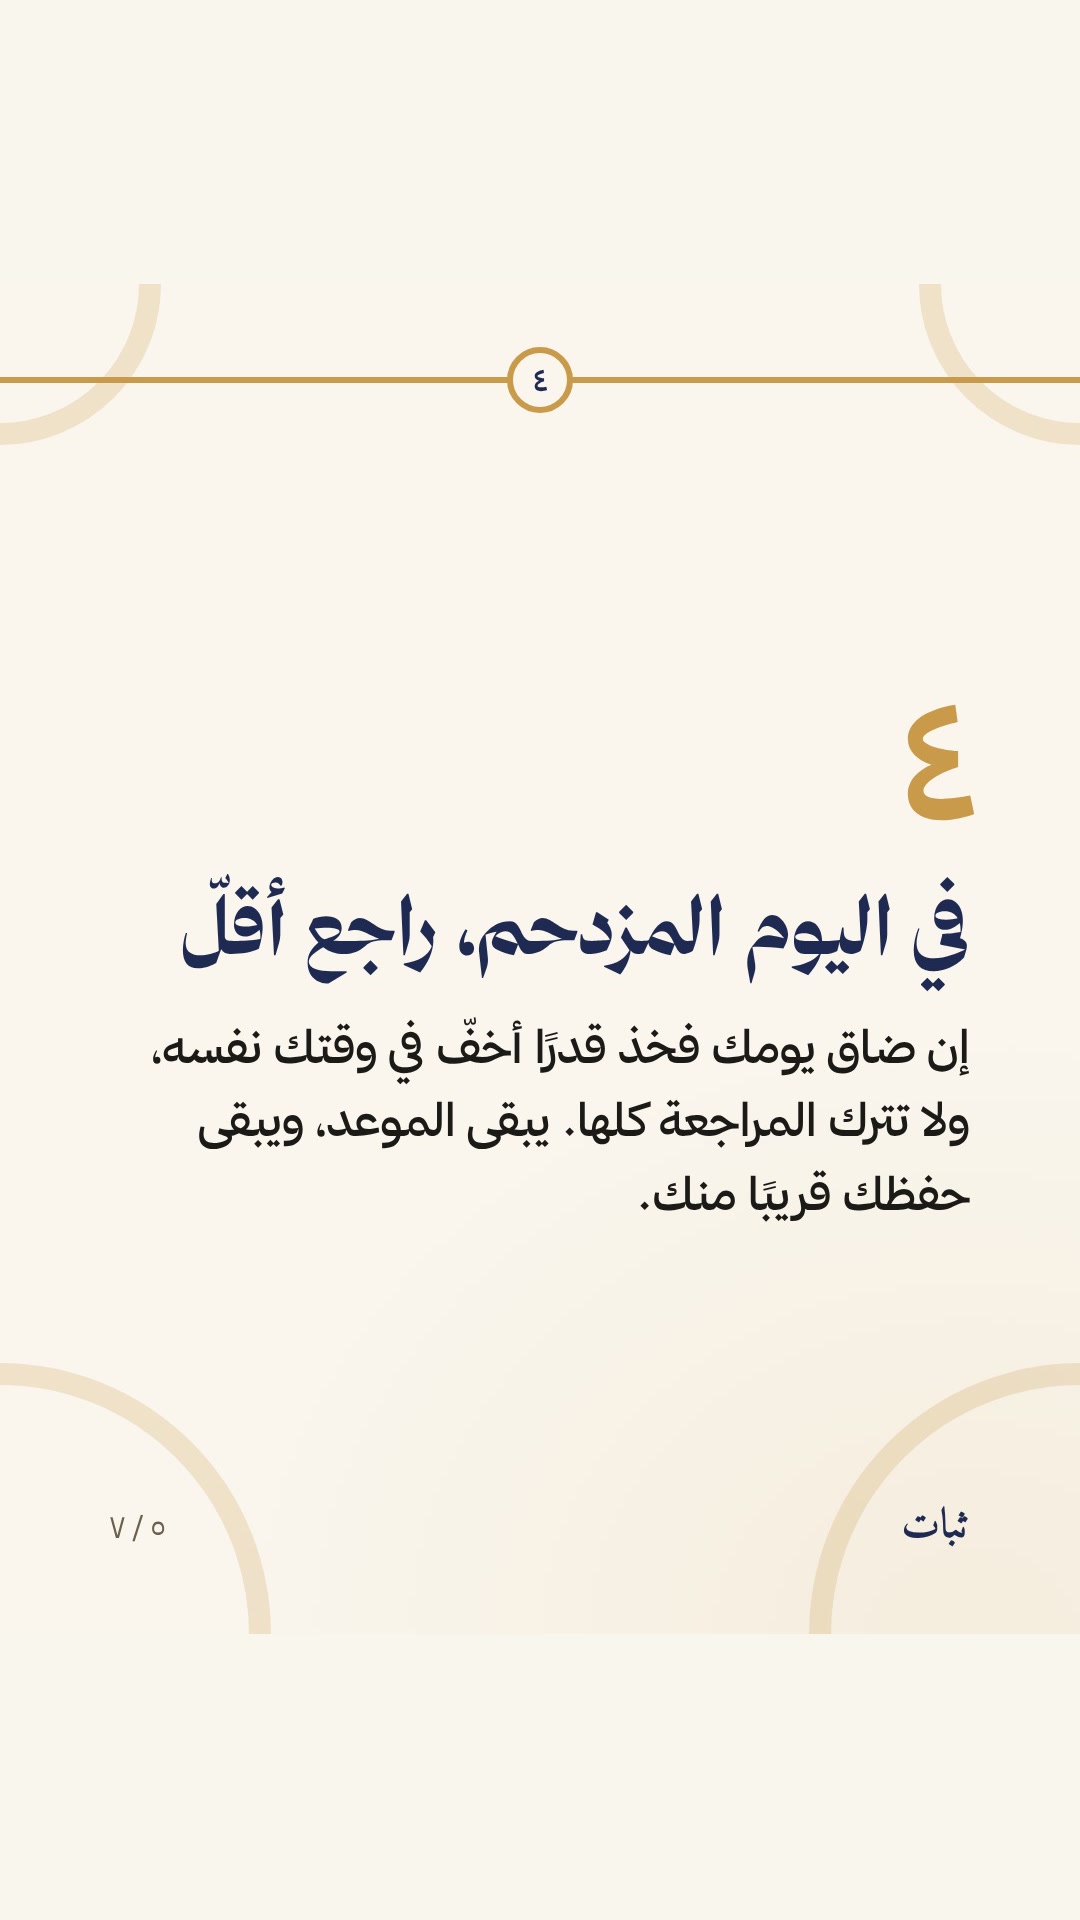 ٤
٤
في اليوم المزدحم، راجع أقلّ
إن ضاق يومك فخذ قدرًا أخفّ في وقتك نفسه،
ولا تترك المراجعة كلها. يبقى الموعد، ويبقى
حفظك قريبًا منك.
ثبات
٥ / ٧